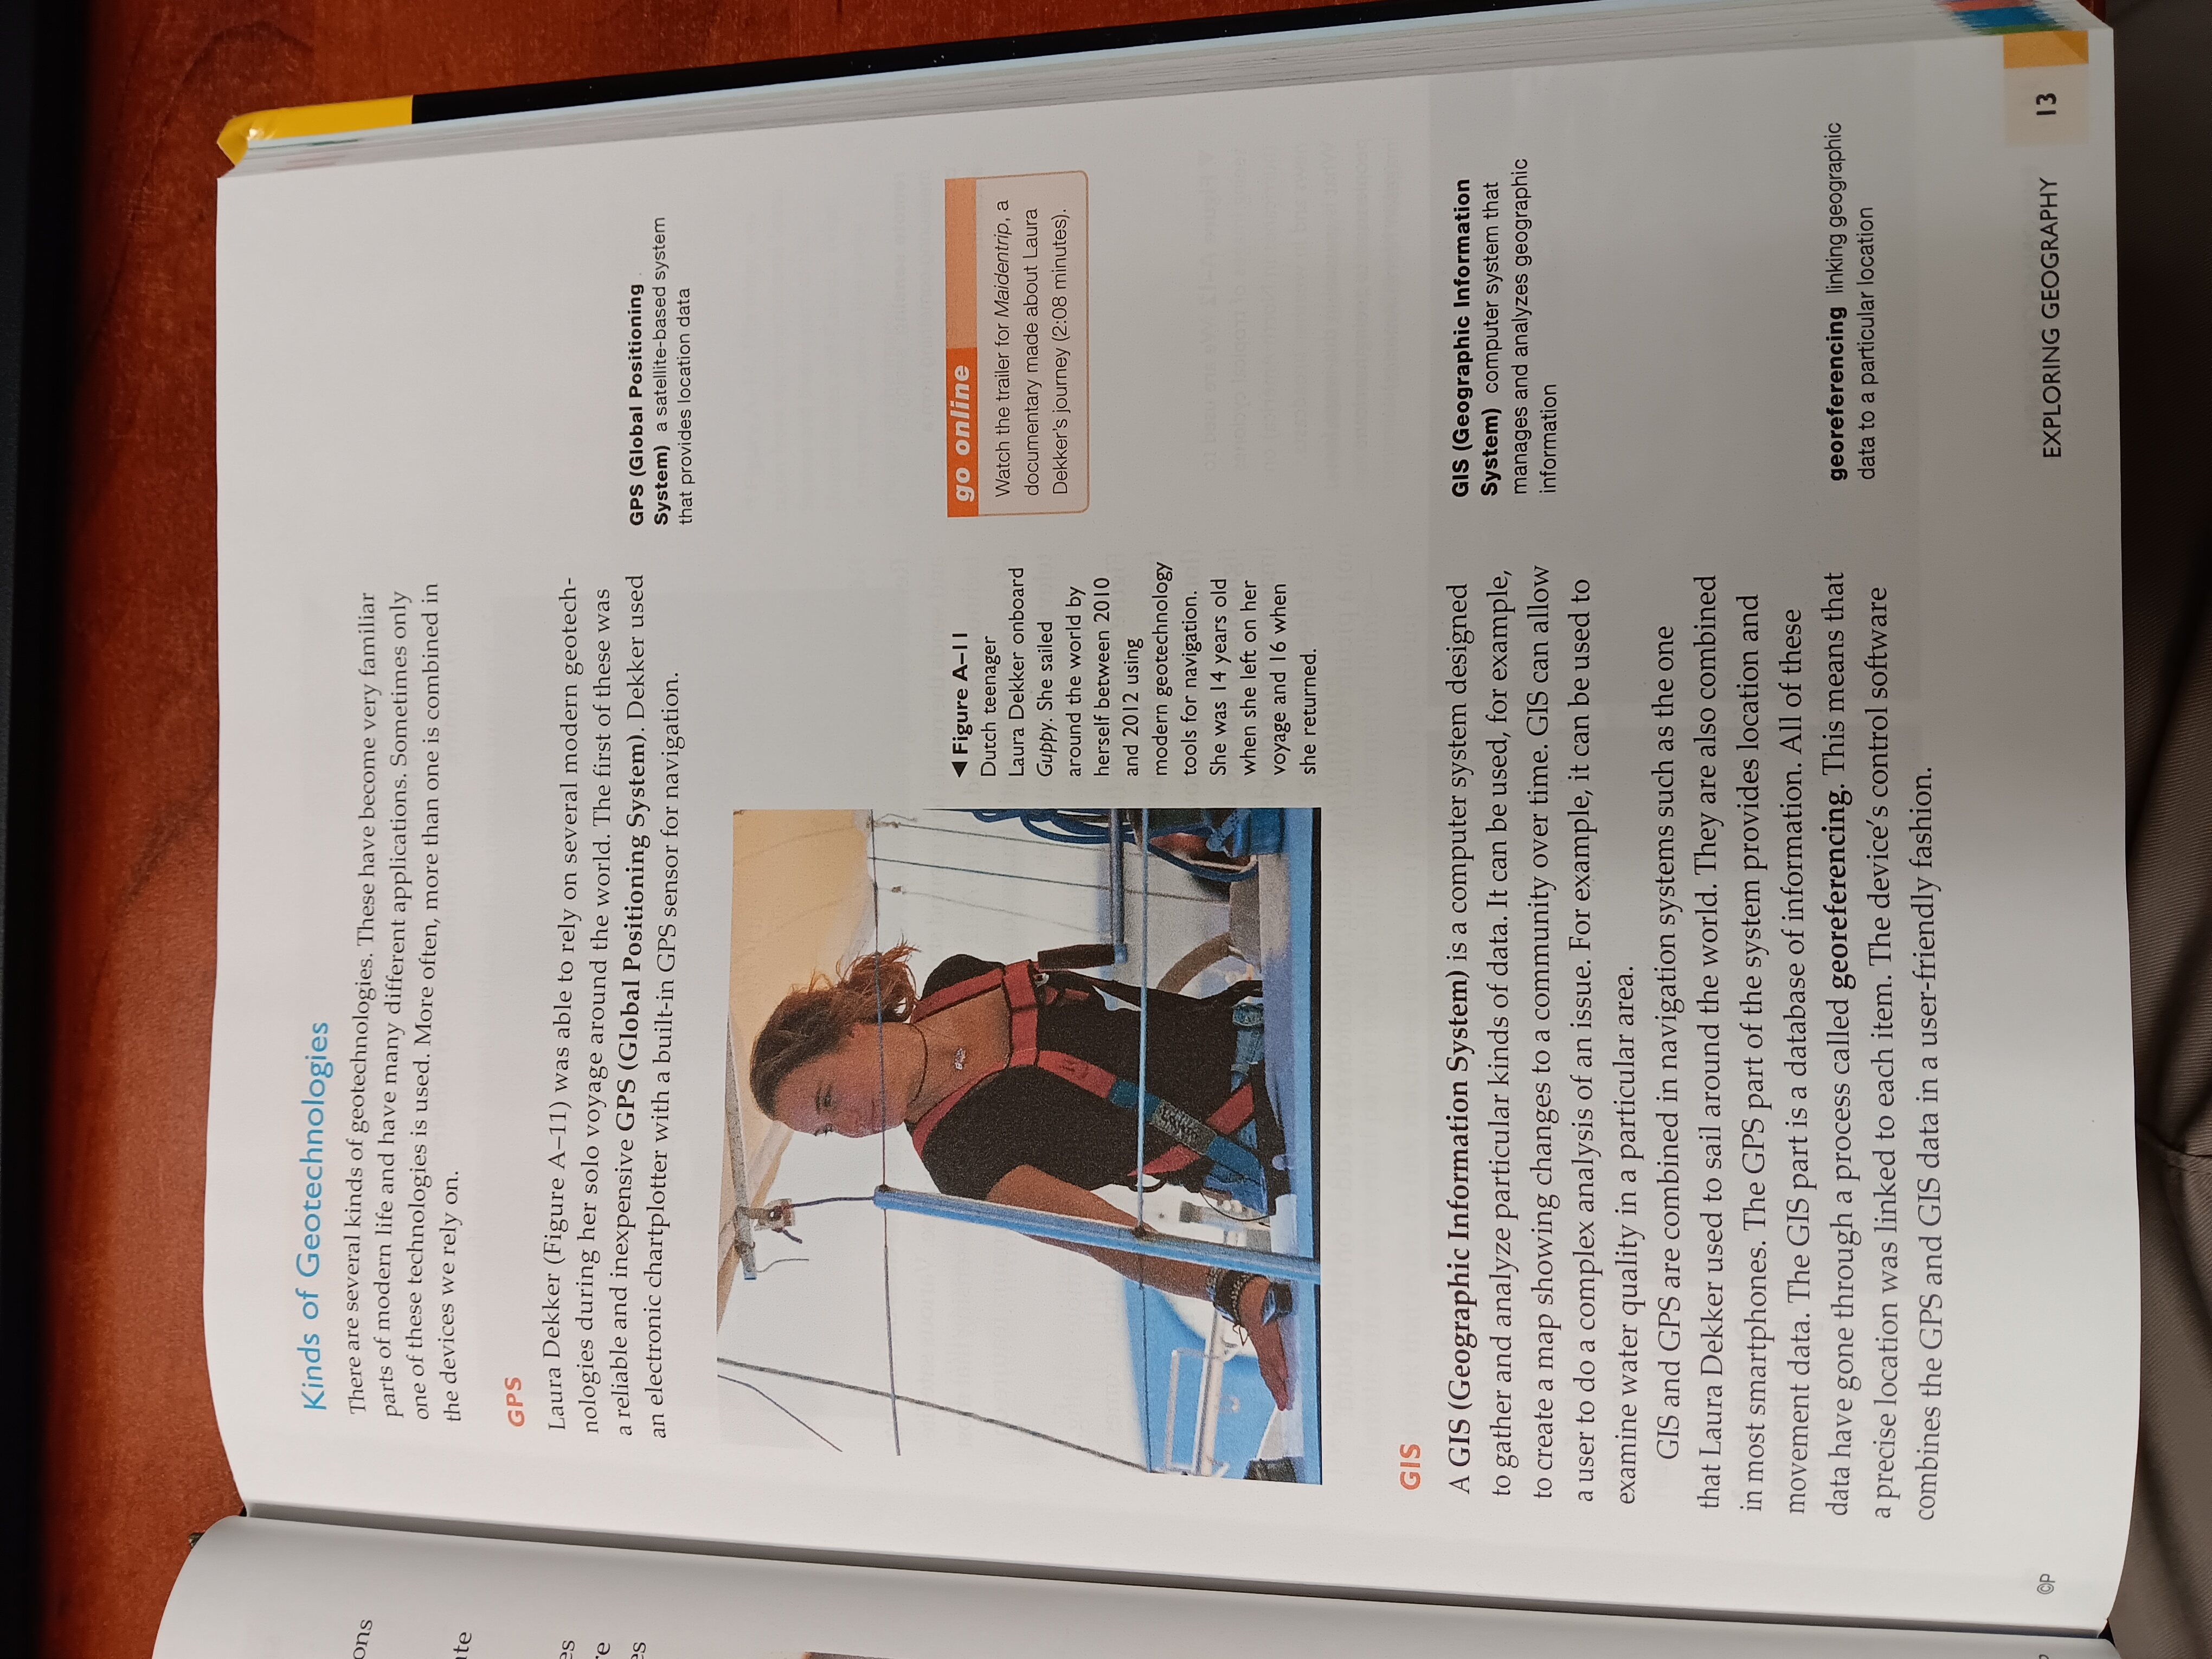 ons
te
es
re
es
Kinds of Geotechnologies
There are several kinds of geotechnologies. These have become very familiar
parts of modern life and have many different applications. Sometimes only
one of these technologies is used. More often, more than one is combined in
the devices we rely on.
GPS
Laura Dekker (Figure A–11) was able to rely on several modern geotech-
nologies during her solo voyage around the world. The first of these was
a reliable and inexpensive GPS (Global Positioning System). Dekker used
an electronic chartplotter with a built-in GPS sensor for navigation.
GPS (Global Positioning
System) a satellite-based system
that provides location data
◀ Figure A–11
Dutch teenager
Laura Dekker onboard
Guppy. She sailed
around the world by
herself between 2010
and 2012 using
modern geotechnology
tools for navigation.
She was 14 years old
when she left on her
voyage and 16 when
she returned.
go online
Watch the trailer for Maidentrip, a
documentary made about Laura
Dekker's journey (2:08 minutes).
GIS
A GIS (Geographic Information System) is a computer system designed
to gather and analyze particular kinds of data. It can be used, for example,
to create a map showing changes to a community over time. GIS can allow
a user to do a complex analysis of an issue. For example, it can be used to
examine water quality in a particular area.
GIS and GPS are combined in navigation systems such as the one
that Laura Dekker used to sail around the world. They are also combined
in most smartphones. The GPS part of the system provides location and
movement data. The GIS part is a database of information. All of these
data have gone through a process called georeferencing. This means that
a precise location was linked to each item. The device's control software
combines the GPS and GIS data in a user-friendly fashion.
GIS (Geographic Information
System) computer system that
manages and analyzes geographic
information
georeferencing linking geographic
data to a particular location
©P
EXPLORING GEOGRAPHY 13